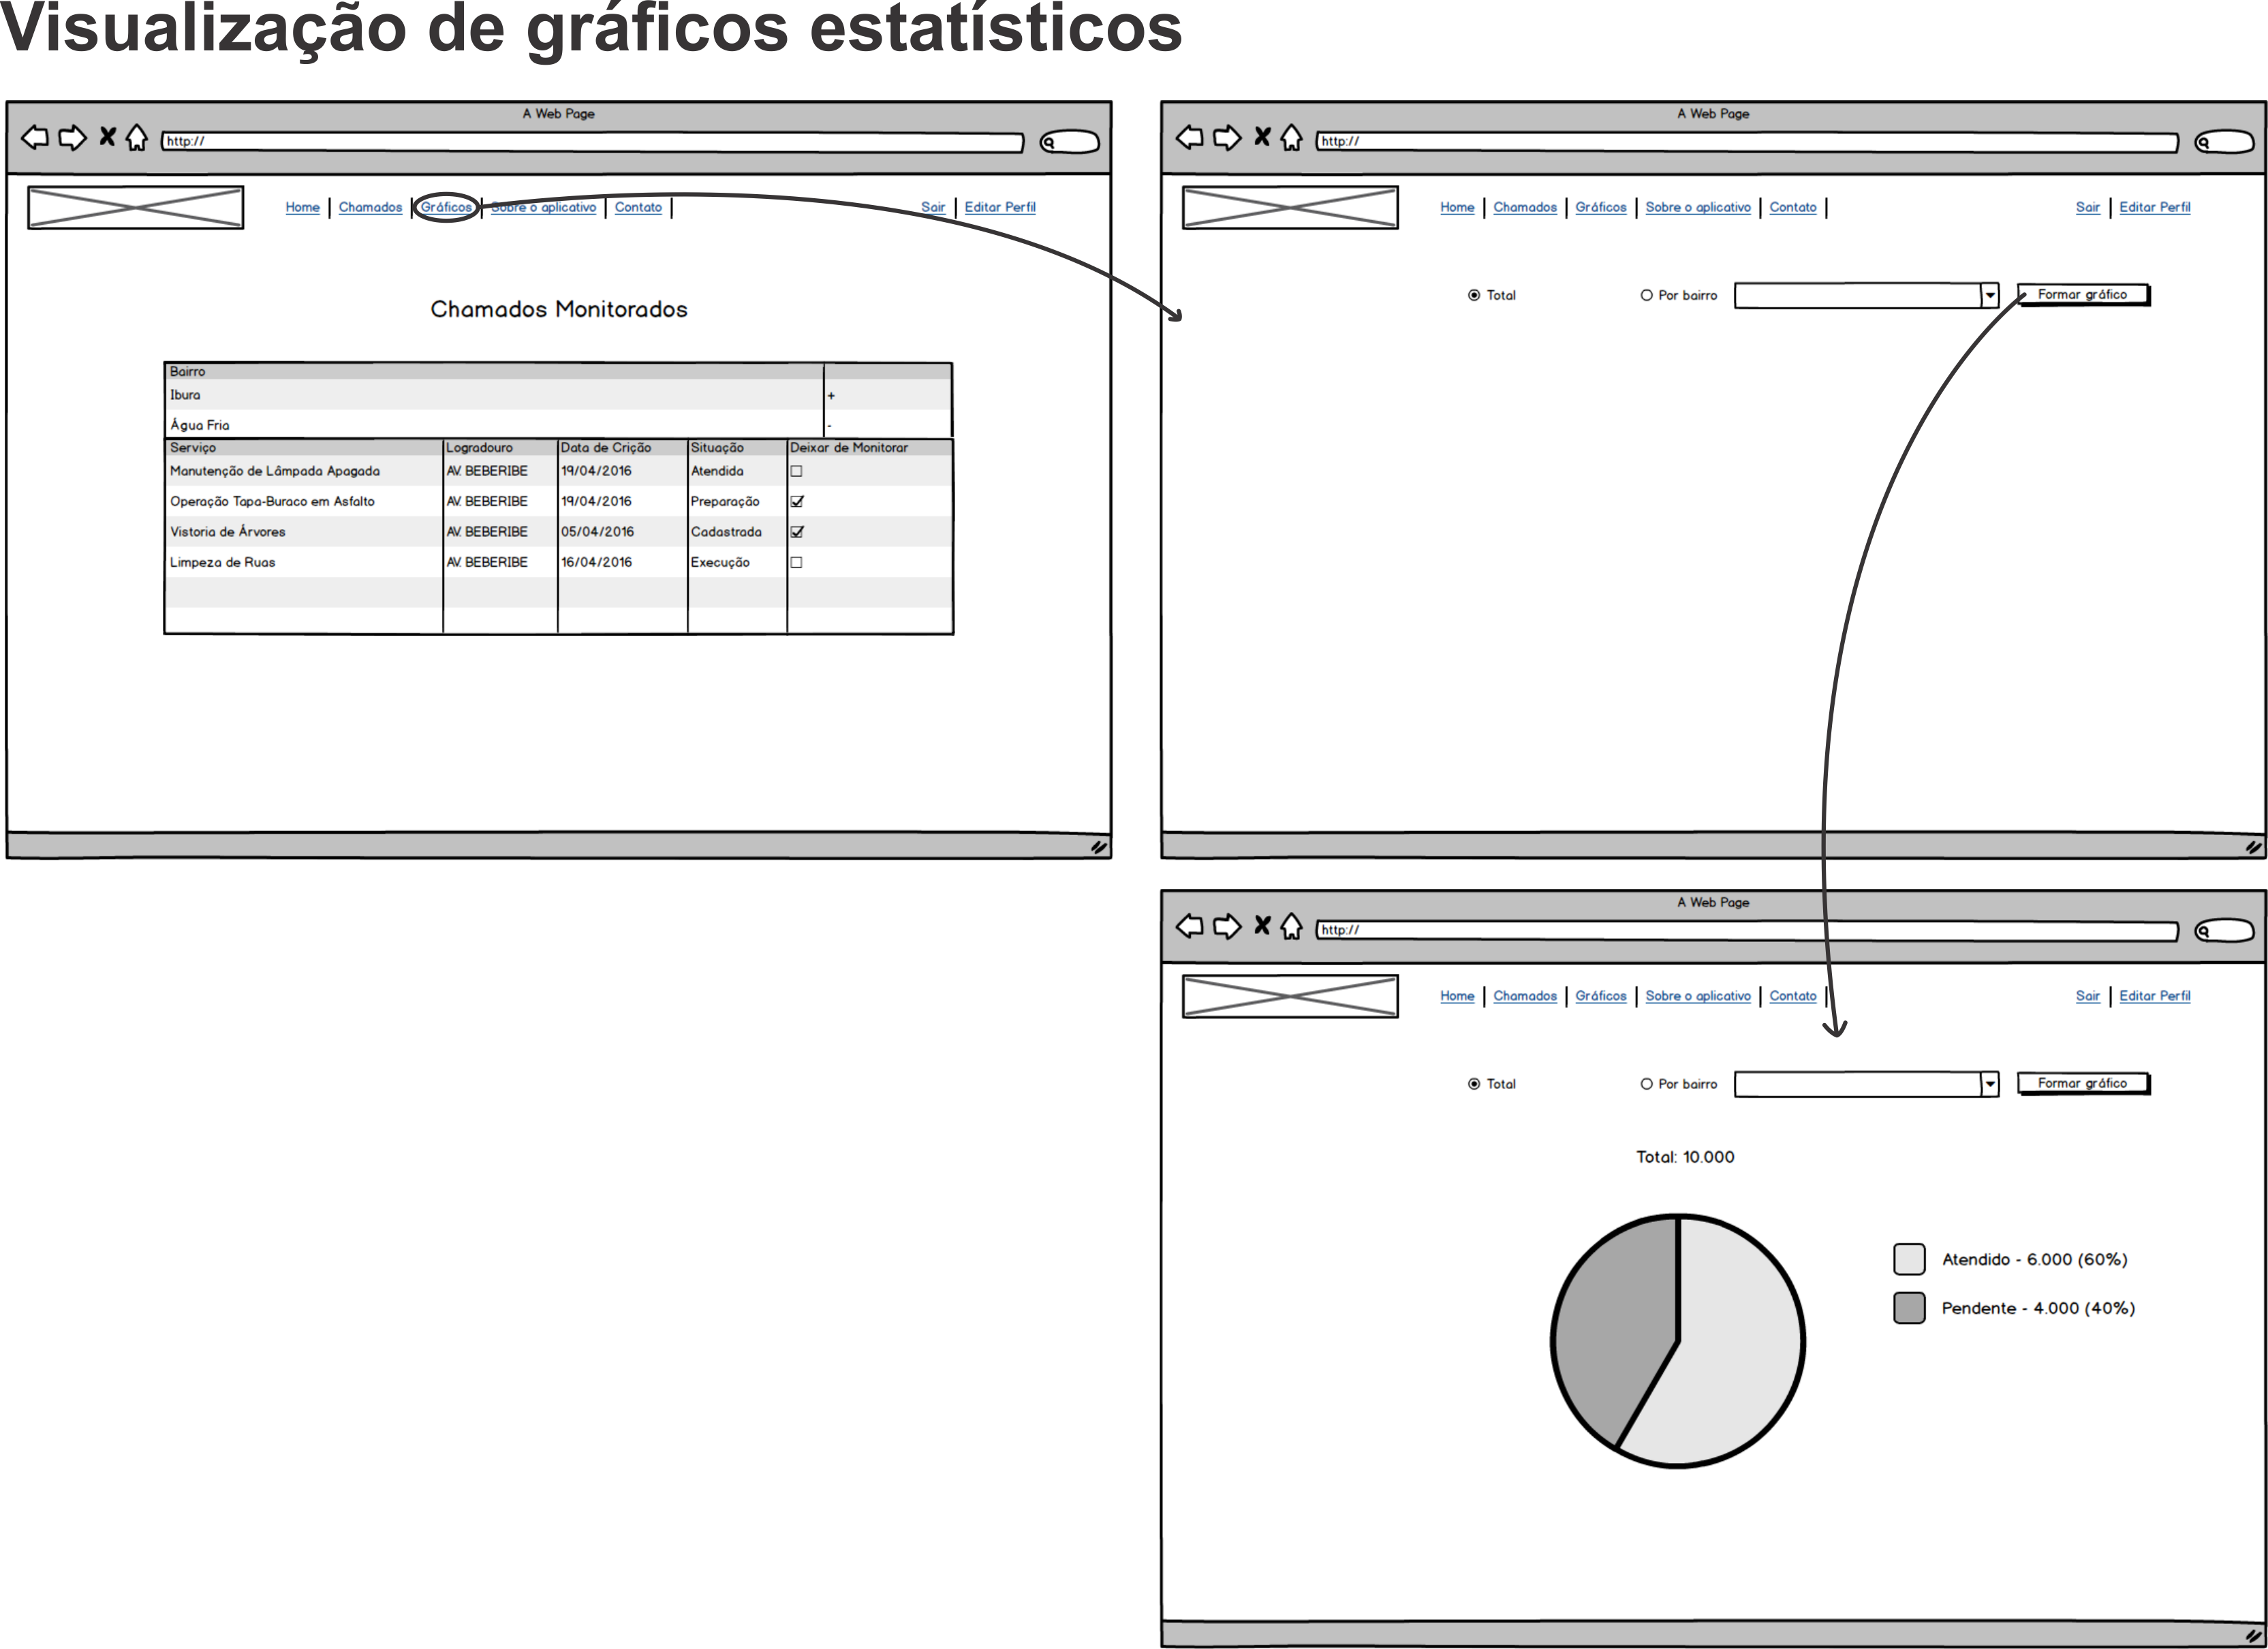 Visualização de gráficos estatísticos
A Web Page
http://
Home Chamados Gráficos Sobre o aplicativo Contato Sair Editar Perfil
Chamados Monitorados
Bairro
Ibura +
Água Fria -
Serviço Logradouro Data de Crição Situação Deixar de Monitorar
Manutenção de Lâmpada Apagada AV. BEBERIBE 19/04/2016 Atendida
Operação Tapa-Buraco em Asfalto AV. BEBERIBE 19/04/2016 Preparação
Vistoria de Árvores AV. BEBERIBE 05/04/2016 Cadastrada
Limpeza de Ruas AV. BEBERIBE 16/04/2016 Execução
A Web Page
http://
Home Chamados Gráficos Sobre o aplicativo Contato Sair Editar Perfil
Total Por bairro Formar gráfico
A Web Page
http://
Home Chamados Gráficos Sobre o aplicativo Contato Sair Editar Perfil
Total Por bairro Formar gráfico
Total: 10.000
Atendido - 6.000 (60%)
Pendente - 4.000 (40%)